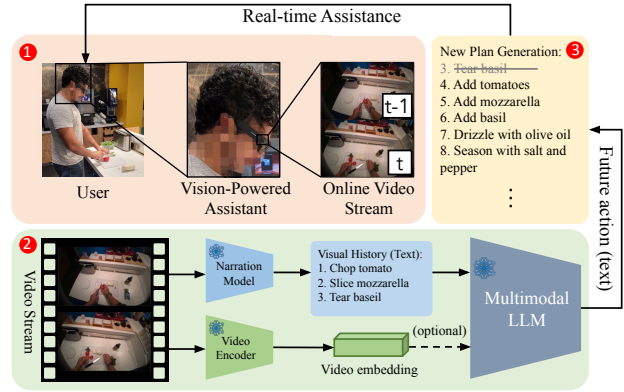 Real-time Assistance
1
t-1
t
User
Vision-Powered
Assistant
Online Video
Stream
New Plan Generation:
3
3. Tear basil
4. Add tomatoes
5. Add mozzarella
6. Add basil
7. Drizzle with olive oil
8. Season with salt and
pepper
⋮
Future action (text)
2
Video Stream
Narration
Model
Visual History (Text):
1. Chop tomato
2. Slice mozzarella
3. Tear baseil
Multimodal
LLM
Video
Encoder
(optional)
Video embedding